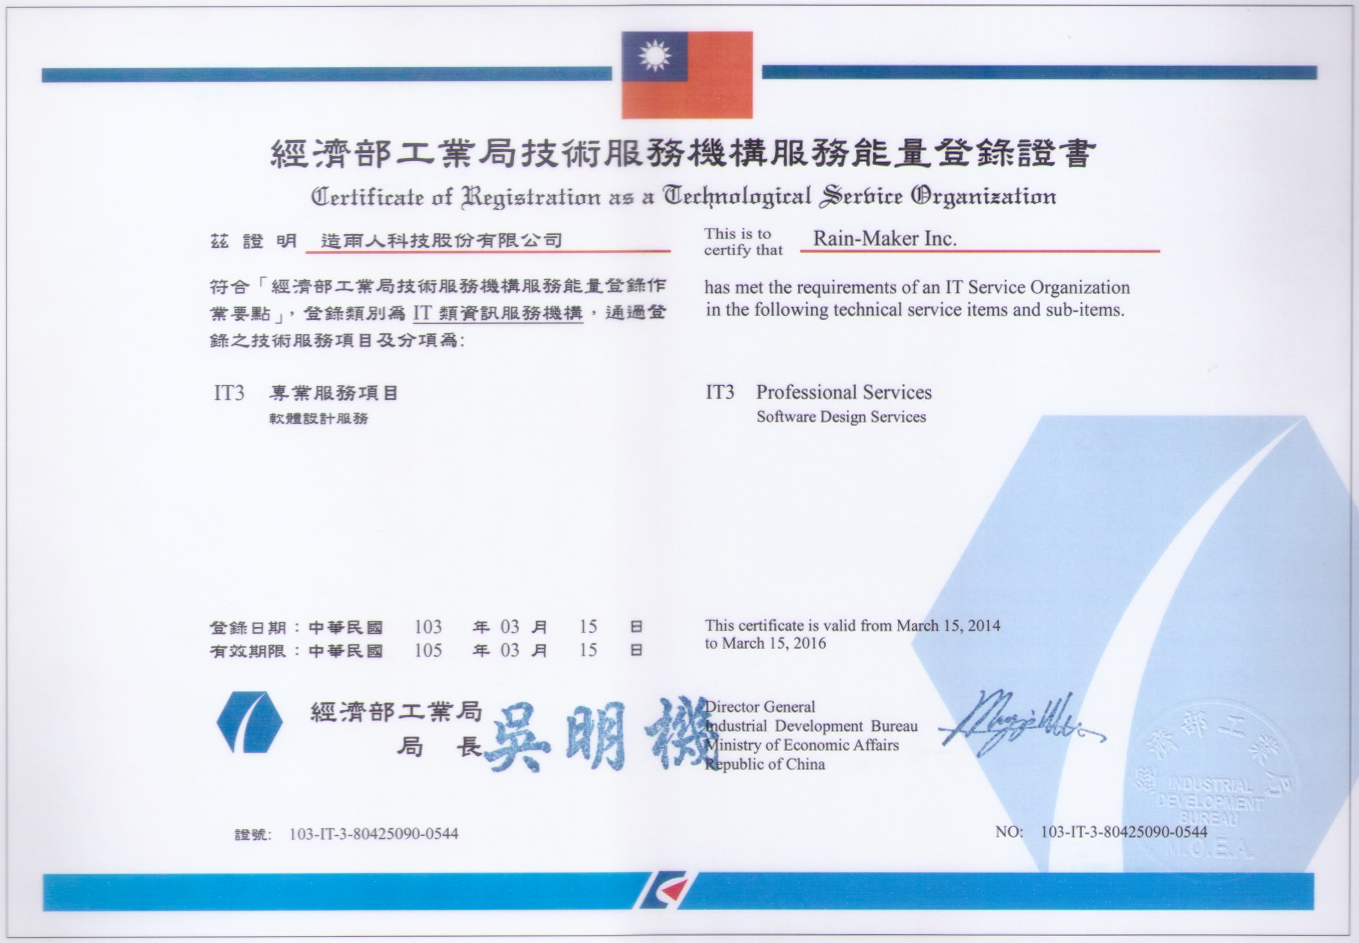 經濟部工業局技術服務機構服務能量登錄證書
Certificate of Registration as a Technological Service Organization
茲證明 造雨人科技股份有限公司
符合「經濟部工業局技術服務機構服務能量登錄作
業要點」，登錄類別為 IT 類資訊服務機構，通過登
錄之技術服務項目及分項為:
IT3 專業服務項目
軟體設計服務
This is to
certify that Rain-Maker Inc.
has met the requirements of an IT Service Organization
in the following technical service items and sub-items.
IT3 Professional Services
Software Design Services
登錄日期：中華民國 103 年 03 月 15 日
有效期限：中華民國 105 年 03 月 15 日
This certificate is valid from March 15, 2014
to March 15, 2016
經濟部工業局
局長 吳明機
Director General
Industrial Development Bureau
Ministry of Economic Affairs
Republic of China
經濟部工業局
INDUSTRIAL
DEVELOPMENT
BUREAU
M.O.E.A.
證號: 103-IT-3-80425090-0544
NO: 103-IT-3-80425090-0544